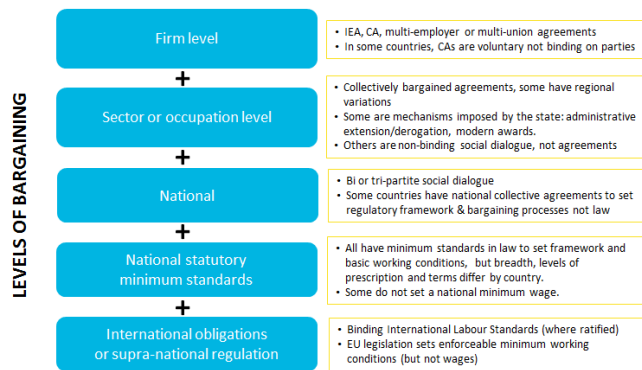 LEVELS OF BARGAINING
Firm level
• IEA, CA, multi-employer or multi-union agreements
• In some countries, CAs are voluntary not binding on parties
+
Sector or occupation level
• Collectively bargained agreements, some have regional
variations
• Some are mechanisms imposed by the state: administrative
extension/derogation, modern awards.
• Others are non-binding social dialogue, not agreements
+
National
• Bi or tri-partite social dialogue
• Some countries have national collective agreements to set
regulatory framework & bargaining processes not law
+
National statutory
minimum standards
• All have minimum standards in law to set framework and
basic working conditions, but breadth, levels of
prescription and terms differ by country.
• Some do not set a national minimum wage.
+
International obligations
or supra-national regulation
• Binding International Labour Standards (where ratified)
• EU legislation sets enforceable minimum working
conditions (but not wages)